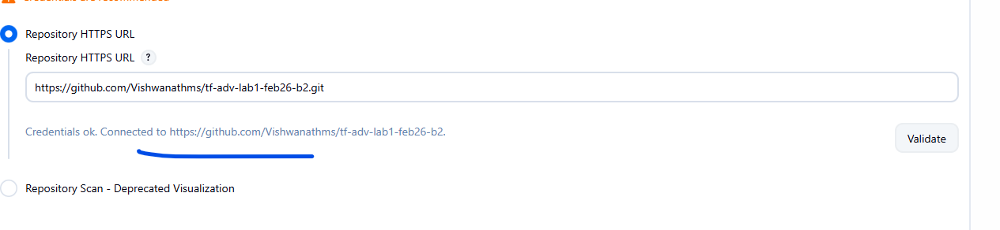 Credentials are recommended
Repository HTTPS URL
Repository HTTPS URL ?
https://github.com/Vishwanathms/tf-adv-lab1-feb26-b2.git
Credentials ok. Connected to https://github.com/Vishwanathms/tf-adv-lab1-feb26-b2.
Validate
Repository Scan - Deprecated Visualization